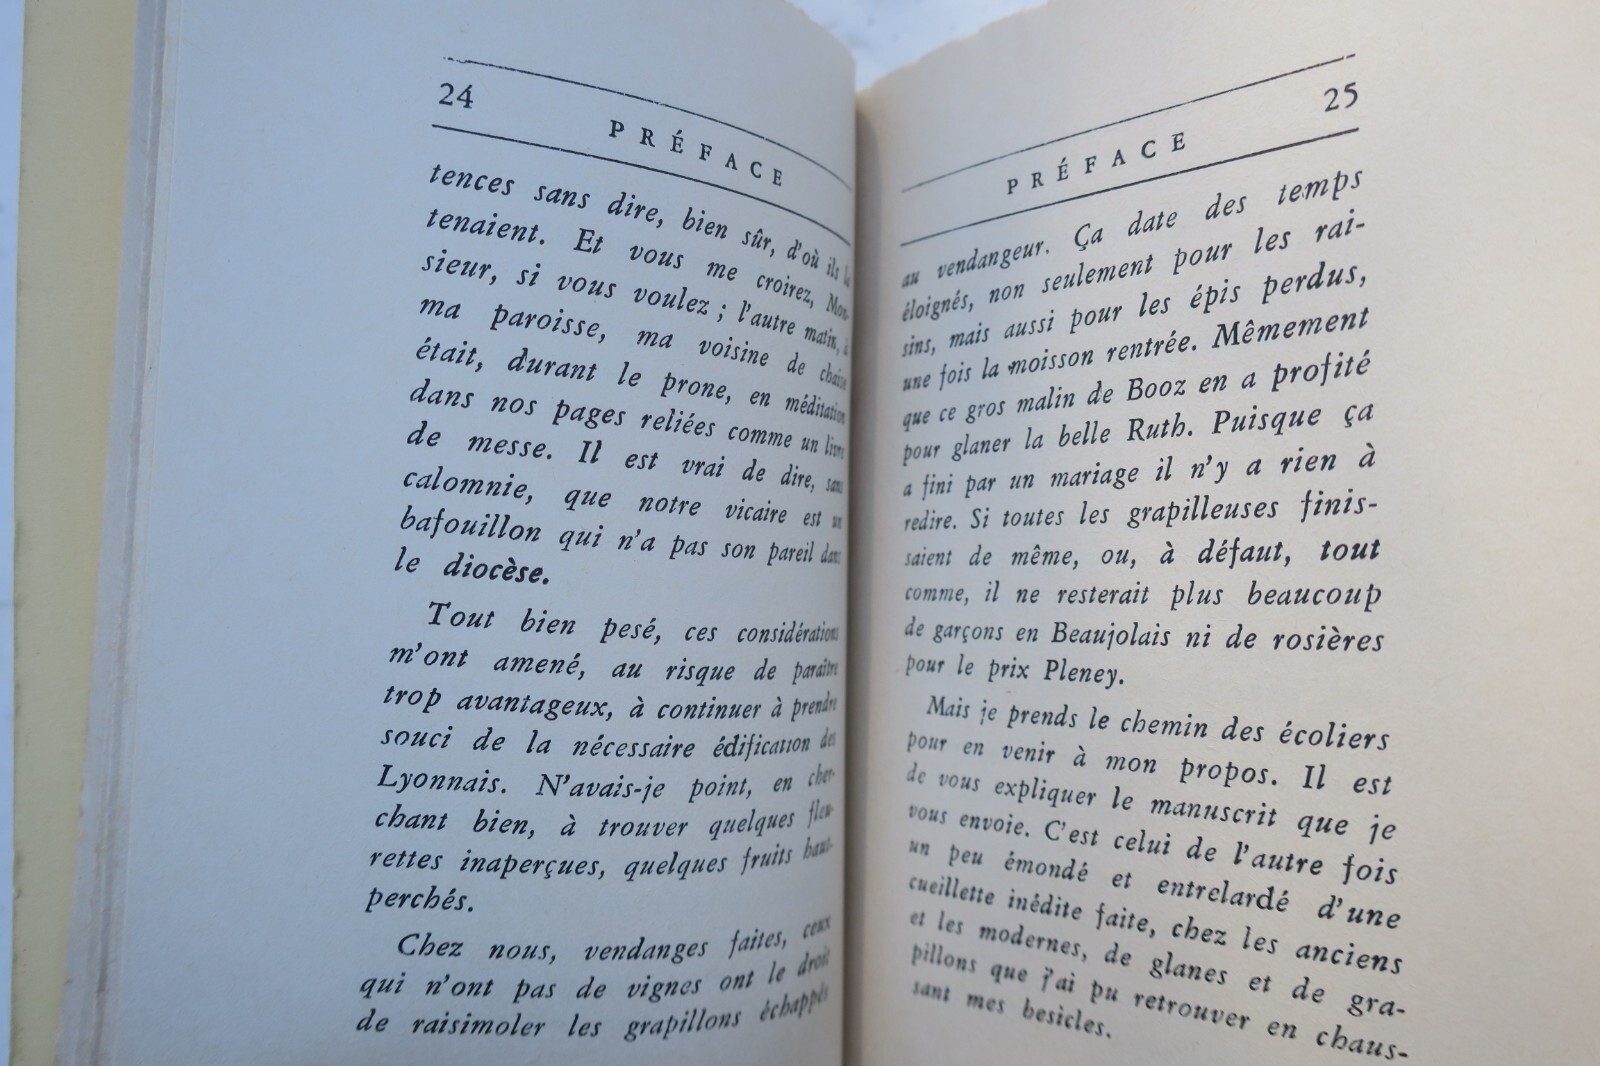 24
PRÉFACE
tences sans dire, bien sûr, d'où ils le
tenaient. Et vous me croirez, Mon-
sieur, si vous voulez ; l'autre matin, à
ma paroisse, ma voisine de chaise
était, durant le prone, en méditation
dans nos pages reliées comme un livre
de messe. Il est vrai de dire, sans
calomnie, que notre vicaire est un
bafouillon qui n'a pas son pareil dans
le diocèse.
Tout bien pesé, ces considérations
m'ont amené, au risque de paraître
trop avantageux, à continuer à prendre
souci de la nécessaire édification des
Lyonnais. N'avais-je point, en cher-
chant bien, à trouver quelques fleu-
rettes inaperçues, quelques fruits haut-
perchés.
Chez nous, vendanges faites, ceux
qui n'ont pas de vignes ont le droit
de raisimoler les grapillons échappés
25
PRÉFACE
au vendangeur. Ça date des temps
éloignés, non seulement pour les rai-
sins, mais aussi pour les épis perdus,
une fois la moisson rentrée. Mêmement
que ce gros malin de Booz en a profité
pour glaner la belle Ruth. Puisque ça
a fini par un mariage il n'y a rien à
redire. Si toutes les grapilleuses finis-
saient de même, ou, à défaut, tout
comme, il ne resterait plus beaucoup
de garçons en Beaujolais ni de rosières
pour le prix Pleney.
Mais je prends le chemin des écoliers
pour en venir à mon propos. Il est
de vous expliquer le manuscrit que je
vous envoie. C'est celui de l'autre fois
un peu émondé et entrelardé d'une
cueillette inédite faite, chez les anciens
et les modernes, de glanes et de gra-
pillons que j'ai pu retrouver en chaus-
sant mes besicles.